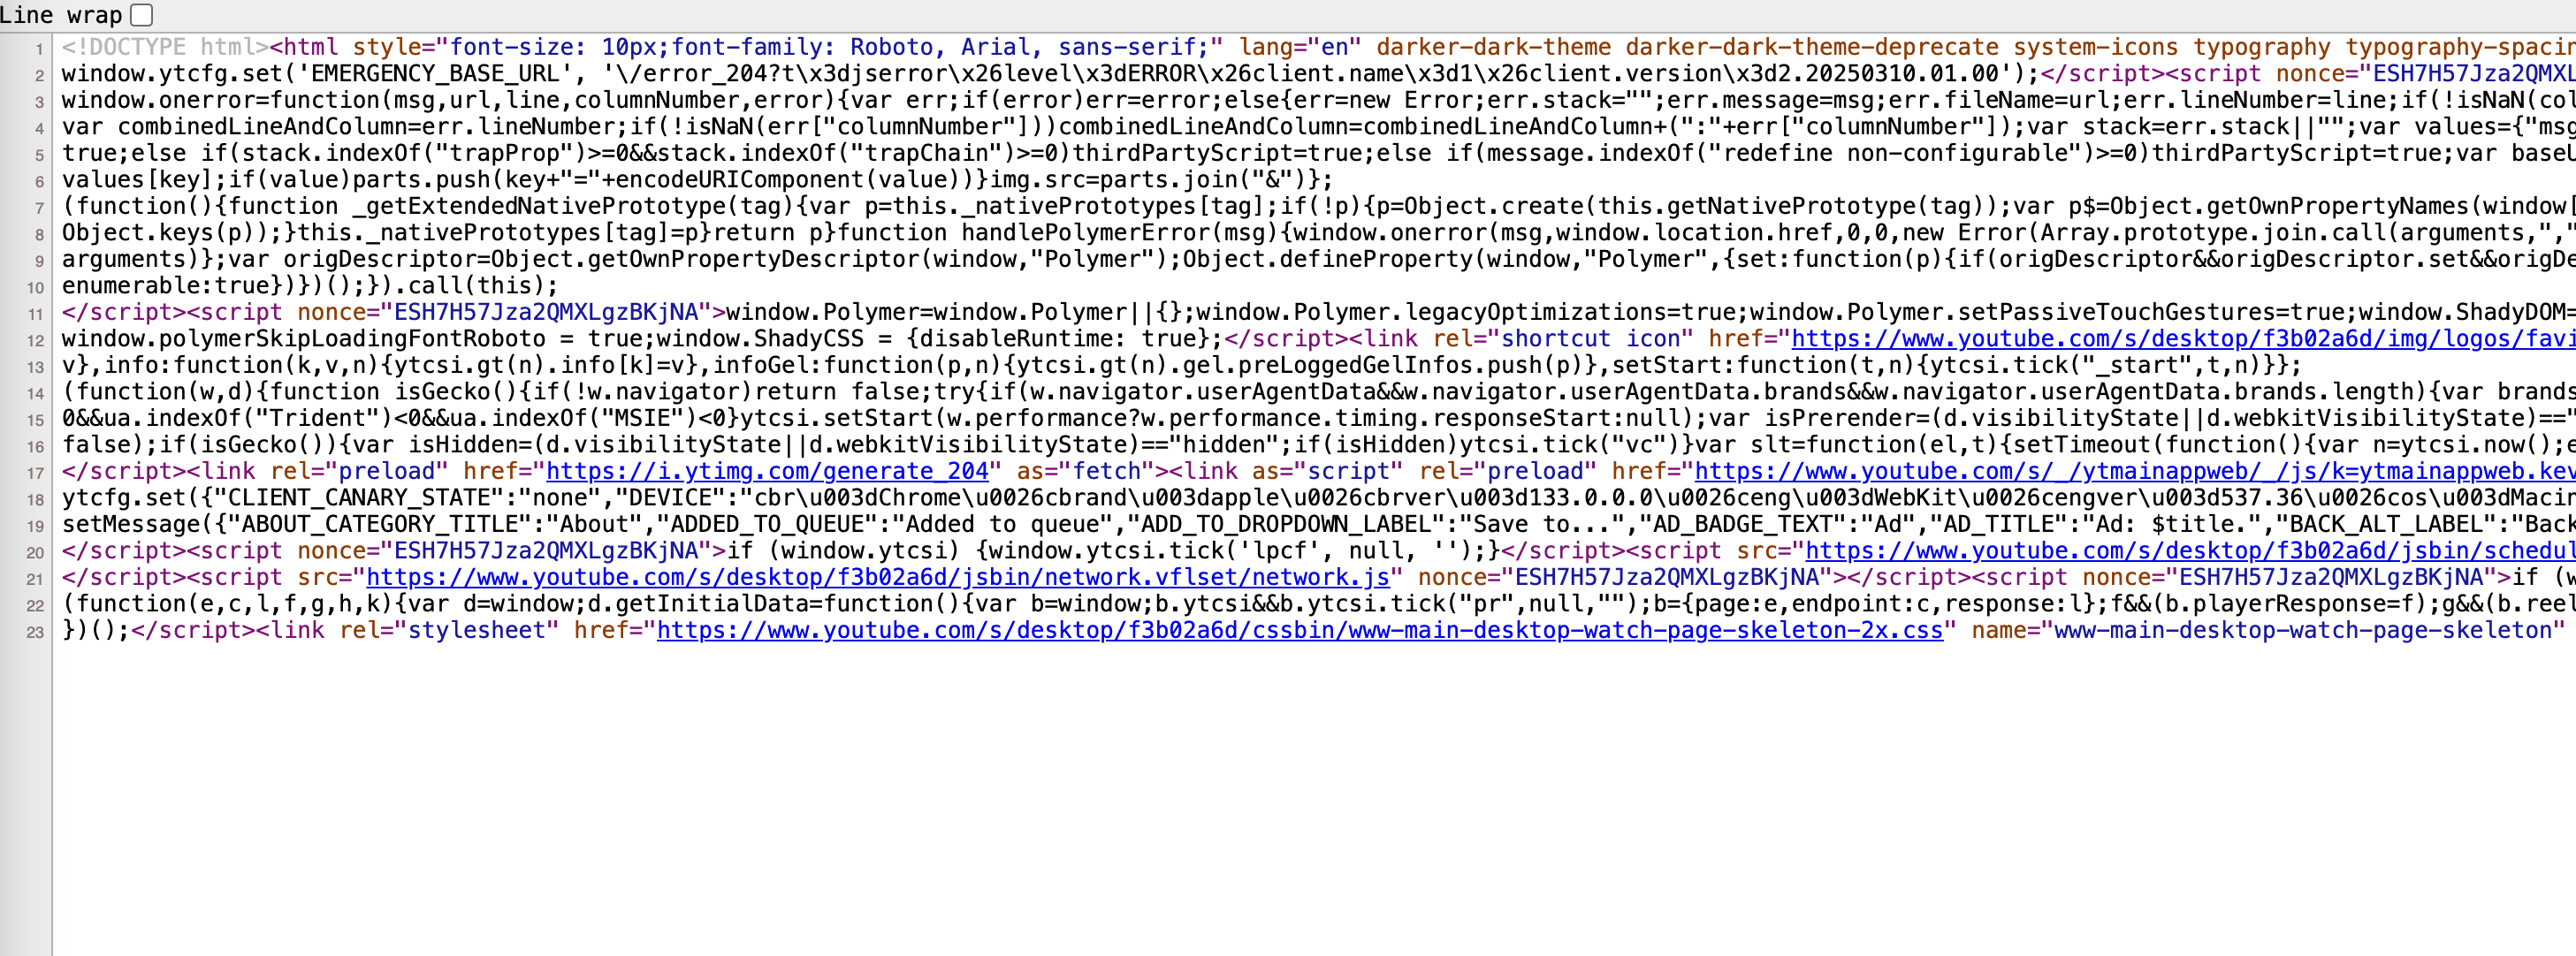 Line wrap
1 <!DOCTYPE html><html style="font-size: 10px;font-family: Roboto, Arial, sans-serif;" lang="en" darker-dark-theme darker-dark-theme-deprecate system-icons typography typography-spacin
2 window.ytcfg.set('EMERGENCY_BASE_URL', '\/error_204?t\x3djserror\x26level\x3dERROR\x26client.name\x3d1\x26client.version\x3d2.20250310.01.00');</script><script nonce="ESH7H57Jza2QMXL
3 window.onerror=function(msg,url,line,columnNumber,error){var err;if(error)err=error;else{err=new Error;err.stack="";err.message=msg;err.fileName=url;err.lineNumber=line;if(!isNaN(col
4 var combinedLineAndColumn=err.lineNumber;if(!isNaN(err["columnNumber"]))combinedLineAndColumn=combinedLineAndColumn+(":"+err["columnNumber"]);var stack=err.stack||"";var values={"msg
5 true;else if(stack.indexOf("trapProp")>=0&&stack.indexOf("trapChain")>=0)thirdPartyScript=true;else if(message.indexOf("redefine non-configurable")>=0)thirdPartyScript=true;var baseU
6 values[key];if(value)parts.push(key+"="+encodeURIComponent(value))}img.src=parts.join("&")};
7 (function(){function _getExtendedNativePrototype(tag){var p=this._nativePrototypes[tag];if(!p){p=Object.create(this.getNativePrototype(tag));var p$=Object.getOwnPropertyNames(window[
8 Object.keys(p));}this._nativePrototypes[tag]=p}return p}function handlePolymerError(msg){window.onerror(msg,window.location.href,0,0,new Error(Array.prototype.join.call(arguments,","
9 arguments)};var origDescriptor=Object.getOwnPropertyDescriptor(window,"Polymer");Object.defineProperty(window,"Polymer",{set:function(p){if(origDescriptor&&origDescriptor.set&&origDe
10 enumerable:true})})();}).call(this);
11 </script><script nonce="ESH7H57Jza2QMXLgzBKjNA">window.Polymer=window.Polymer||{};window.Polymer.legacyOptimizations=true;window.Polymer.setPassiveTouchGestures=true;window.ShadyDOM=
12 window.polymerSkipLoadingFontRoboto = true;window.ShadyCSS = {disableRuntime: true};</script><link rel="shortcut icon" href="https://www.youtube.com/s/desktop/f3b02a6d/img/logos/favi
13 v},info:function(k,v,n){ytcsi.gt(n).info[k]=v},infoGel:function(p,n){ytcsi.gt(n).gel.preLoggedGelInfos.push(p)},setStart:function(t,n){ytcsi.tick("_start",t,n)}};
14 (function(w,d){function isGecko(){if(!w.navigator)return false;try{if(w.navigator.userAgentData&&w.navigator.userAgentData.brands&&w.navigator.userAgentData.brands.length){var brands
15 0&&ua.indexOf("Trident")<0&&ua.indexOf("MSIE")<0}ytcsi.setStart(w.performance?w.performance.timing.responseStart:null);var isPrerender=(d.visibilityState||d.webkitVisibilityState)=="
16 false);if(isGecko()){var isHidden=(d.visibilityState||d.webkitVisibilityState)=="hidden";if(isHidden)ytcsi.tick("vc")}var slt=function(el,t){setTimeout(function(){var n=ytcsi.now();e
17 </script><link rel="preload" href="https://i.ytimg.com/generate_204" as="fetch"><link as="script" rel="preload" href="https://www.youtube.com/s/_/ytmainappweb/_/js/k=ytmainappweb.kev
18 ytcfg.set({"CLIENT_CANARY_STATE":"none","DEVICE":"cbr\u003dChrome\u0026cbrand\u003dapple\u0026cbrver\u003d133.0.0.0\u0026ceng\u003dWebKit\u0026cengver\u003d537.36\u0026cos\u003dMacin
19 setMessage({"ABOUT_CATEGORY_TITLE":"About","ADDED_TO_QUEUE":"Added to queue","ADD_TO_DROPDOWN_LABEL":"Save to...","AD_BADGE_TEXT":"Ad","AD_TITLE":"Ad: $title.","BACK_ALT_LABEL":"Back
20 </script><script nonce="ESH7H57Jza2QMXLgzBKjNA">if (window.ytcsi) {window.ytcsi.tick('lpcf', null, '');}</script><script src="https://www.youtube.com/s/desktop/f3b02a6d/jsbin/schedul
21 </script><script src="https://www.youtube.com/s/desktop/f3b02a6d/jsbin/network.vflset/network.js" nonce="ESH7H57Jza2QMXLgzBKjNA"></script><script nonce="ESH7H57Jza2QMXLgzBKjNA">if (w
22 (function(e,c,l,f,g,h,k){var d=window;d.getInitialData=function(){var b=window;b.ytcsi&&b.ytcsi.tick("pr",null,"");b={page:e,endpoint:c,response:l};f&&(b.playerResponse=f);g&&(b.reel
23 })();</script><link rel="stylesheet" href="https://www.youtube.com/s/desktop/f3b02a6d/cssbin/www-main-desktop-watch-page-skeleton-2x.css" name="www-main-desktop-watch-page-skeleton"